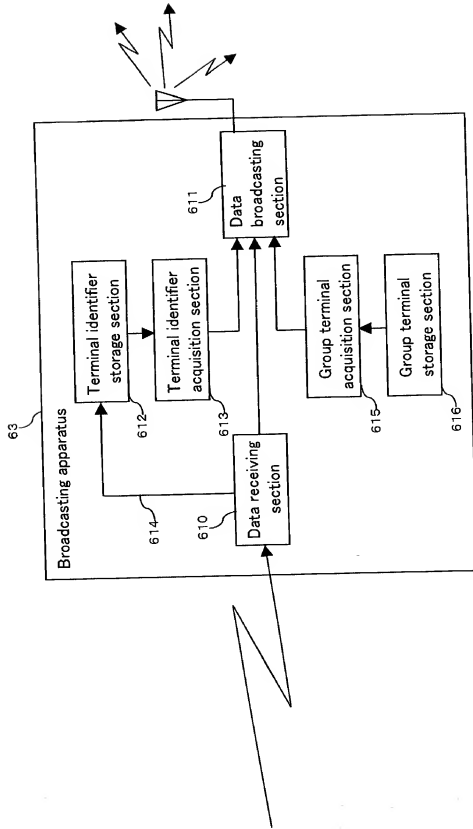 63
Broadcasting apparatus
614
Terminal identifier
storage section
612
Terminal identifier
acquisition section
613
610
Data receiving
section
611
Data
broadcasting
section
Group terminal
acquisition section
615
Group terminal
storage section
616